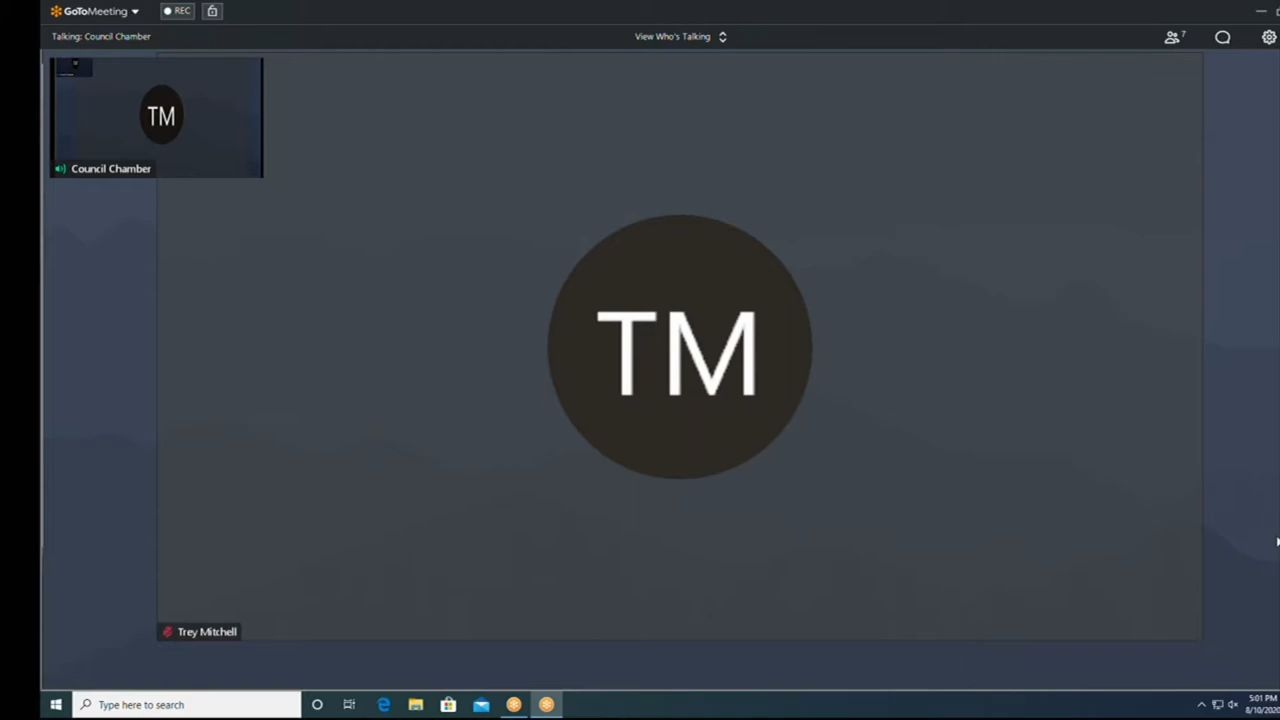 GoToMeeting
REC
Talking: Council Chamber
View Who's Talking
7
TM
Council Chamber
TM
Trey Mitchell
Type here to search
5:01 PM
8/10/2020